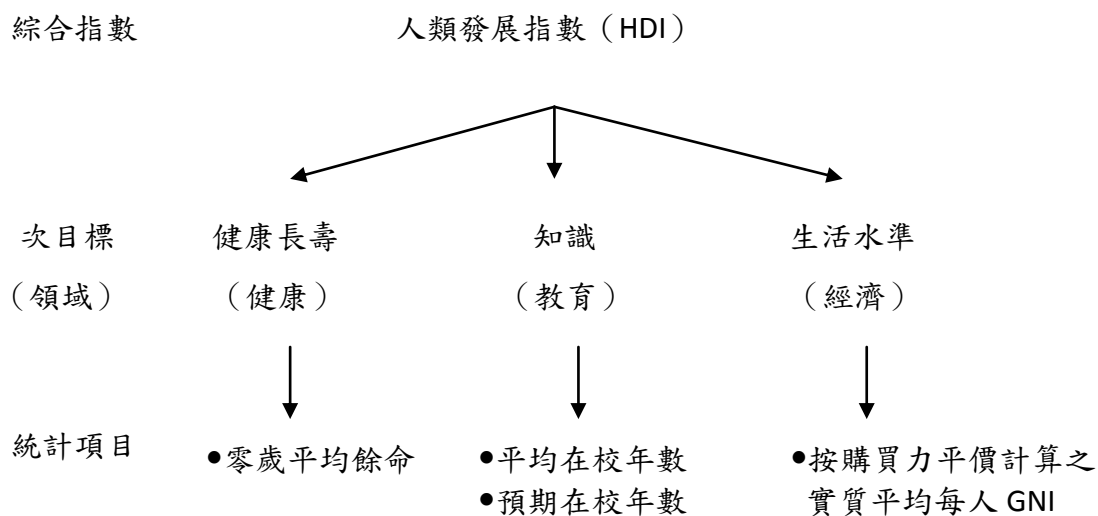 綜合指數 人類發展指數（HDI）
次目標 健康長壽 知識 生活水準
（領域） （健康） （教育） （經濟）
統計項目 •零歲平均餘命 •平均在校年數 •按購買力平價計算之
•預期在校年數 實質平均每人 GNI